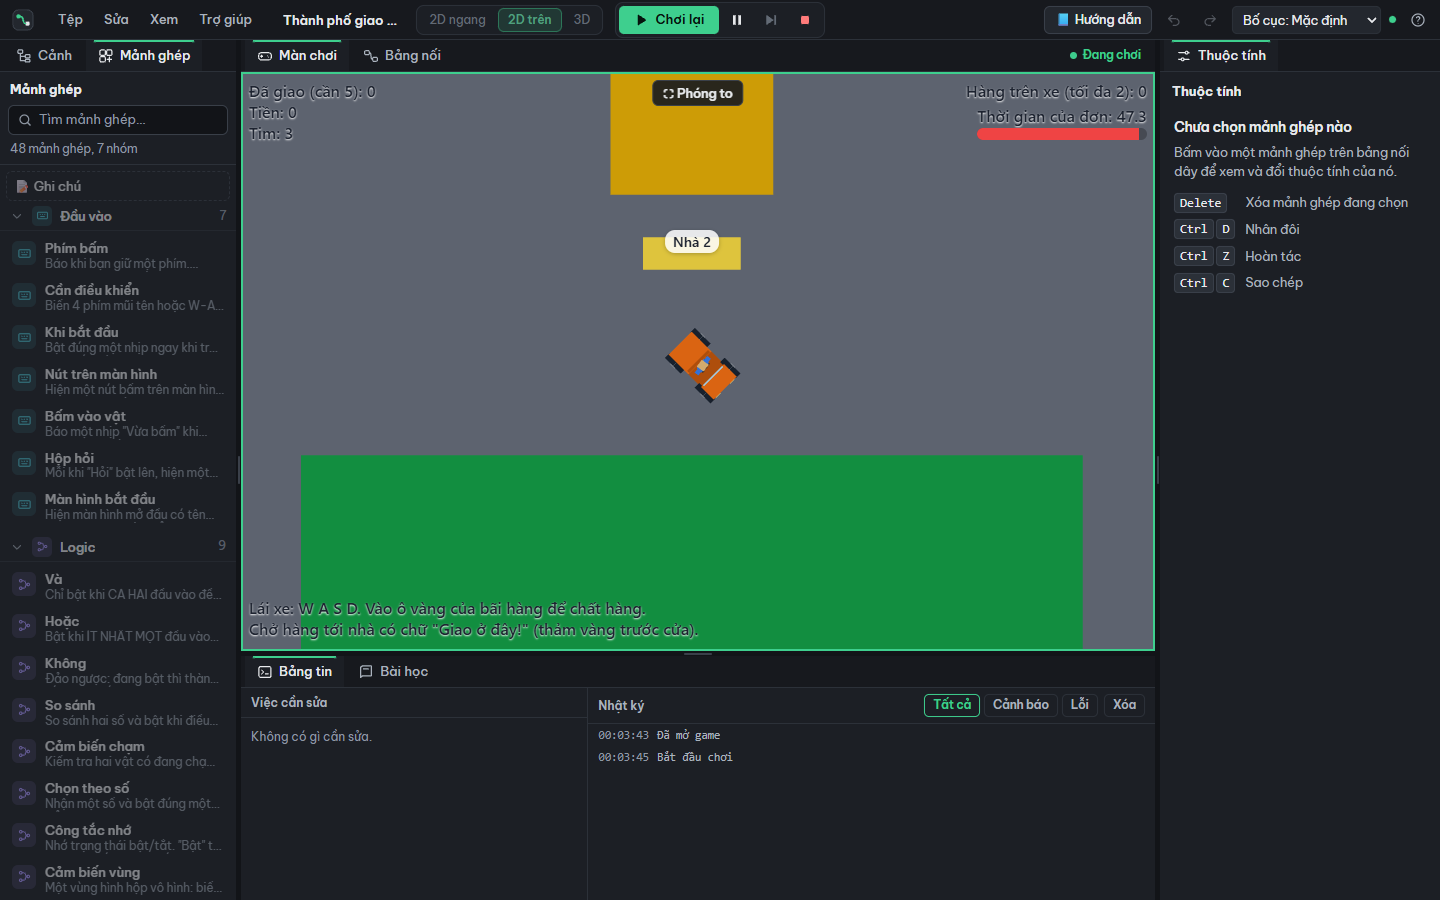 Tệp Sửa Xem Trợ giúp Thành phố giao ... 2D ngang 2D trên 3D Chơi lại Hướng dẫn Bố cục: Mặc định
Cảnh Mảnh ghép Màn chơi Bảng nối Đang chơi Thuộc tính
Mảnh ghép
Tìm mảnh ghép...
48 mảnh ghép, 7 nhóm
Ghi chú
Đầu vào 7
Phím bấm
Báo khi bạn giữ một phím....
Cần điều khiển
Biến 4 phím mũi tên hoặc W-A...
Khi bắt đầu
Bật đúng một nhịp ngay khi tr...
Nút trên màn hình
Hiện một nút bấm trên màn hìn...
Bấm vào vật
Báo một nhịp "Vừa bấm" khi...
Hộp hỏi
Mỗi khi "Hỏi" bật lên, hiện một...
Màn hình bắt đầu
Hiện màn hình mở đầu có tên...
Logic 9
Và
Chỉ bật khi CẢ HAI đầu vào đề...
Hoặc
Bật khi ÍT NHẤT MỘT đầu vào...
Không
Đảo ngược: đang bật thì thàn...
So sánh
So sánh hai số và bật khi điều...
Cảm biến chạm
Kiểm tra hai vật có đang chạ...
Chọn theo số
Nhận một số và bật đúng một...
Công tắc nhớ
Nhớ trạng thái bật/tắt. "Bật" t...
Cảm biến vùng
Một vùng hình hộp vô hình: biế...
Đã giao (cần 5): 0
Tiền: 0
Tim: 3
Phóng to
Hàng trên xe (tối đa 2): 0
Thời gian của đơn: 47.3
Nhà 2
Lái xe: W A S D. Vào ô vàng của bãi hàng để chất hàng.
Chở hàng tới nhà có chữ "Giao ở đây!" (thảm vàng trước cửa).
Bảng tin Bài học
Việc cần sửa
Không có gì cần sửa.
Nhật ký Tất cả Cảnh báo Lỗi Xóa
00:03:43 Đã mở game
00:03:45 Bắt đầu chơi
Thuộc tính
Chưa chọn mảnh ghép nào
Bấm vào một mảnh ghép trên bảng nối
dây để xem và đổi thuộc tính của nó.
Delete Xóa mảnh ghép đang chọn
Ctrl D Nhân đôi
Ctrl Z Hoàn tác
Ctrl C Sao chép